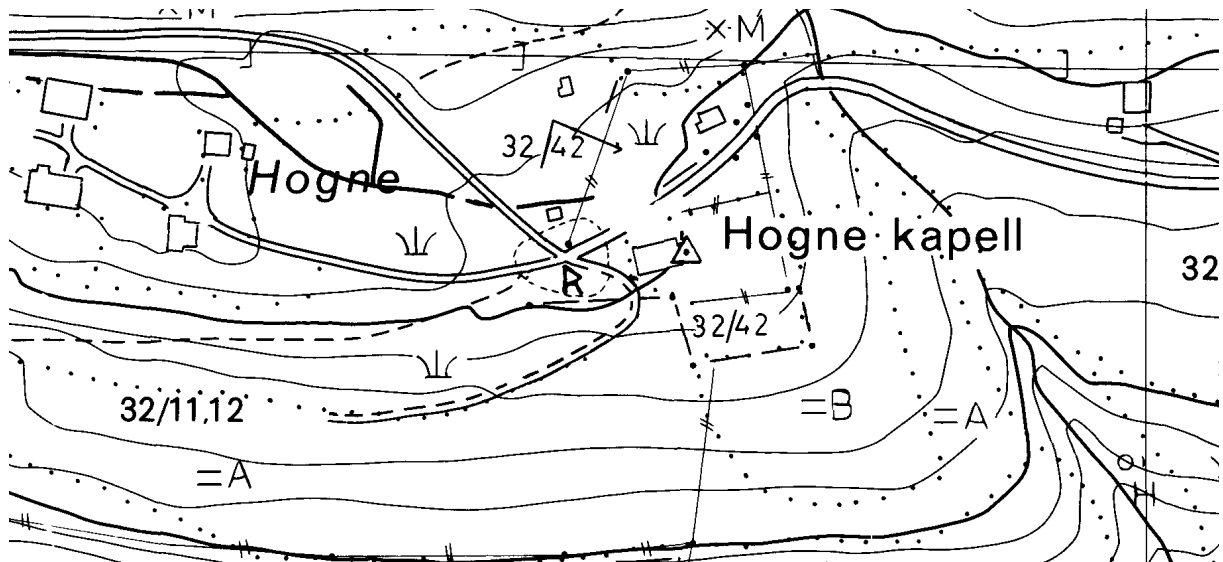 ×M
×M
32/42
Hogne
Hogne kapell
32
R
32/42
32/11,12
=B
=A
=A
H